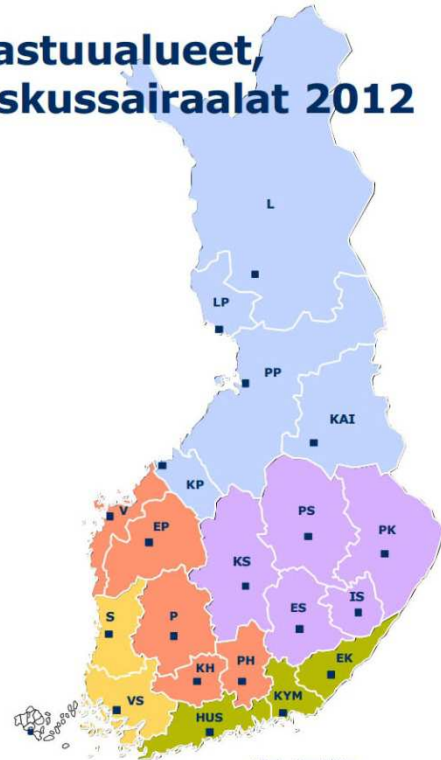 astuualueet,
skussairaalat 2012
L
LP
PP
KAI
KP
V
EP
PS
PK
KS
S
P
ES
IS
KH
PH
EK
VS
KYM
HUS